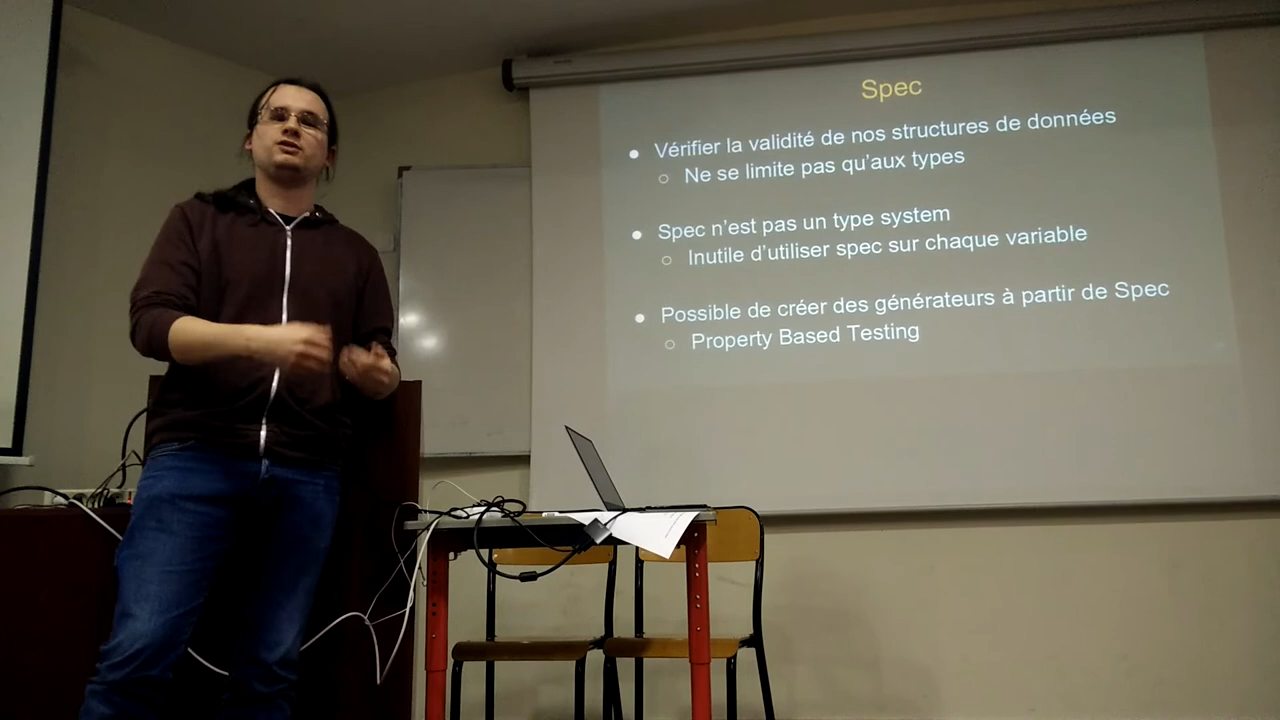 Spec
● Vérifier la validité de nos structures de données
○ Ne se limite pas qu'aux types
● Spec n'est pas un type system
○ Inutile d'utiliser spec sur chaque variable
● Possible de créer des générateurs à partir de Spec
○ Property Based Testing